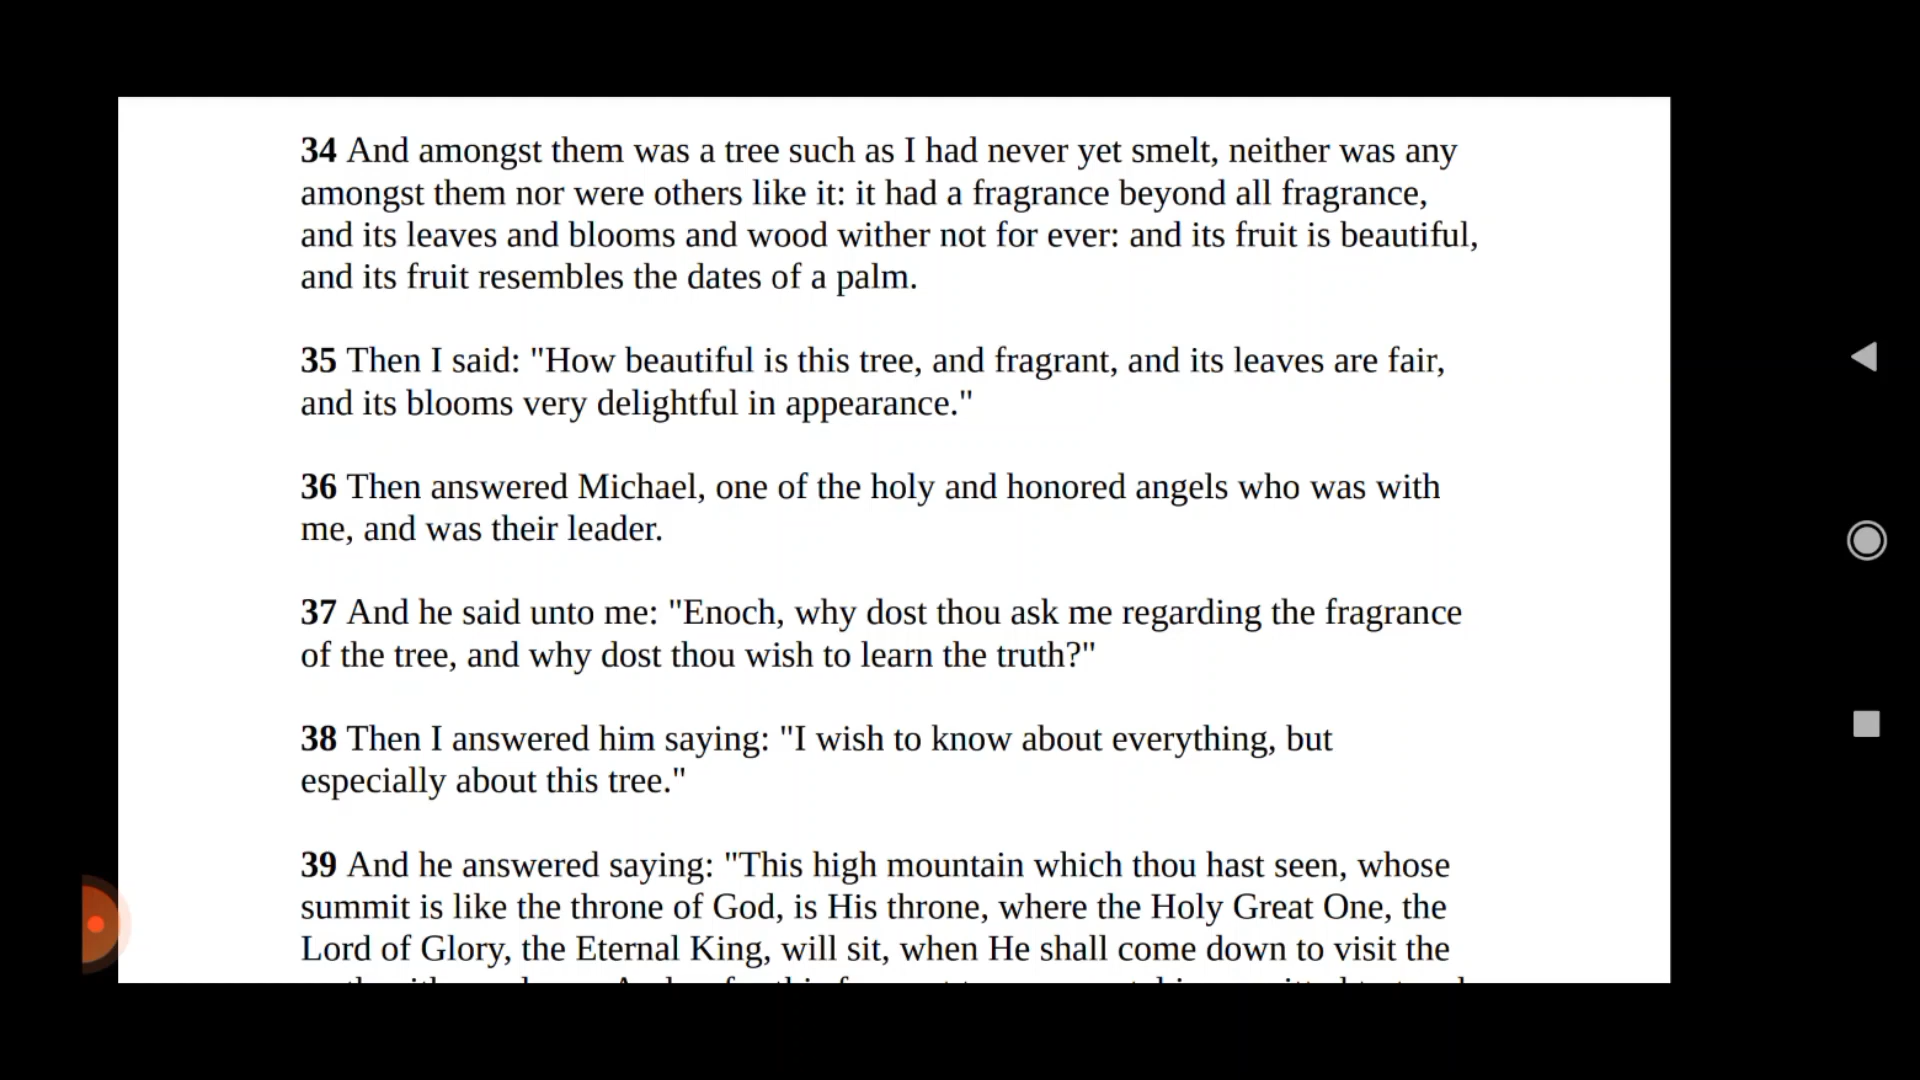 34 And amongst them was a tree such as I had never yet smelt, neither was any
amongst them nor were others like it: it had a fragrance beyond all fragrance,
and its leaves and blooms and wood wither not for ever: and its fruit is beautiful,
and its fruit resembles the dates of a palm.
35 Then I said: "How beautiful is this tree, and fragrant, and its leaves are fair,
and its blooms very delightful in appearance."
36 Then answered Michael, one of the holy and honored angels who was with
me, and was their leader.
37 And he said unto me: "Enoch, why dost thou ask me regarding the fragrance
of the tree, and why dost thou wish to learn the truth?"
38 Then I answered him saying: "I wish to know about everything, but
especially about this tree."
39 And he answered saying: "This high mountain which thou hast seen, whose
summit is like the throne of God, is His throne, where the Holy Great One, the
Lord of Glory, the Eternal King, will sit, when He shall come down to visit the